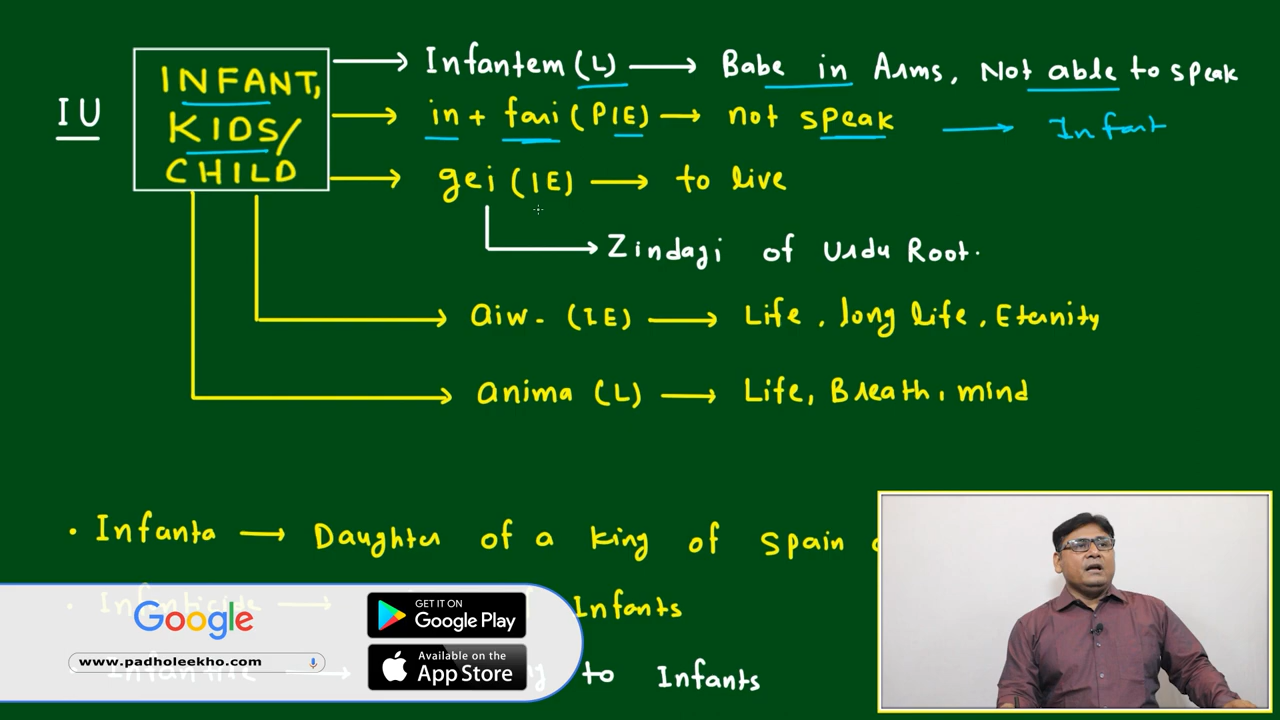 IU
INFANT,
KIDS/
CHILD
Infantem (L) → Babe in Arms, Not able to speak
in + fari (PIE) → not speak → Infant
gei (IE) → to live
Zindagi of Urdu Root.
aiw- (IE) → Life, long life, Eternity
anima (L) → Life, Breath, mind
• Infanta → Daughter of a king of Spain
• Infanticide → Infants
Infantile → to Infants
Google
www.padholeekho.com
GET IT ON
Google Play
Available on the
App Store